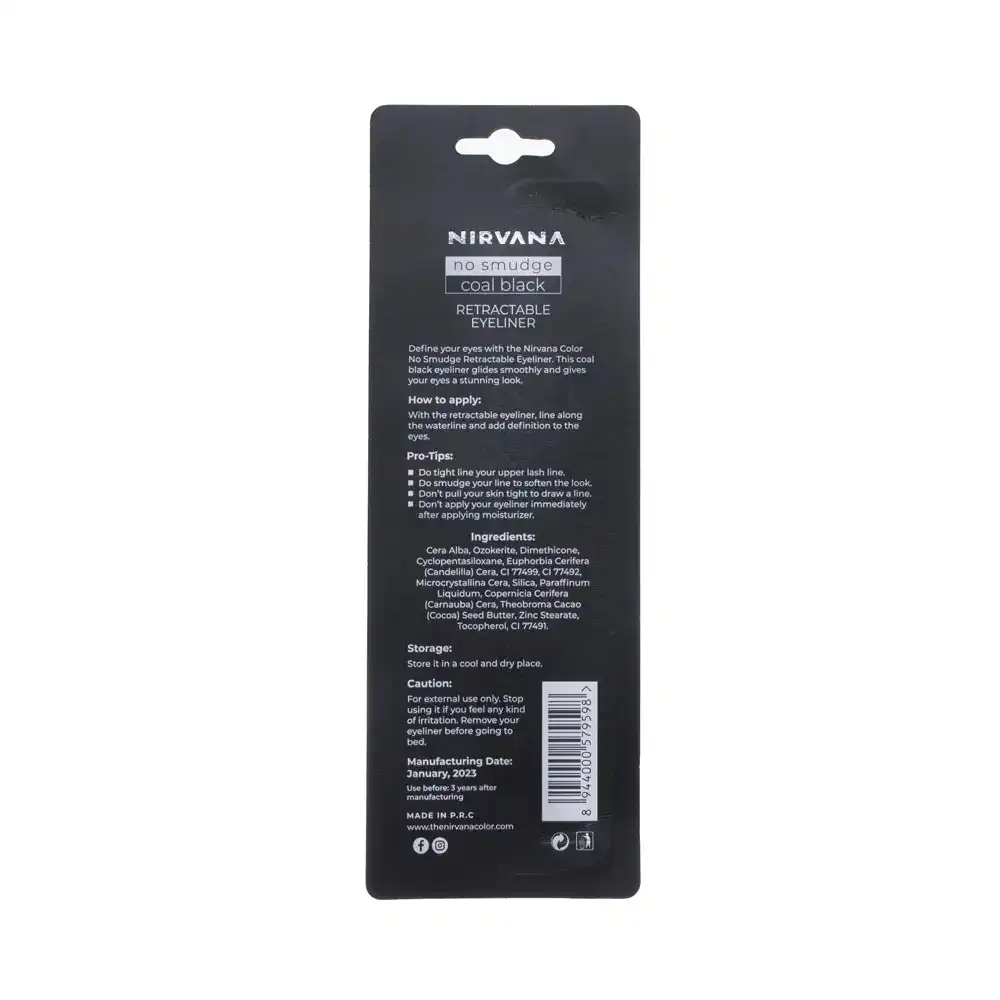 NIRVANA
no smudge
coal black
RETRACTABLE
EYELINER
Define your eyes with the Nirvana Color
No Smudge Retractable Eyeliner. This coal
black eyeliner glides smoothly and gives
your eyes a stunning look.
How to apply:
With the retractable eyeliner, line along
the waterline and add definition to the
eyes.
Pro-Tips:
■ Do tight line your upper lash line.
■ Do smudge your line to soften the look.
■ Don't pull your skin tight to draw a line.
■ Don't apply your eyeliner immediately
after applying moisturizer.
Ingredients:
Cera Alba, Ozokerite, Dimethicone,
Cyclopentasiloxane, Euphorbia Cerifera
(Candelilla) Cera, CI 77499, CI 77492,
Microcrystallina Cera, Silica, Paraffinum
Liquidum, Copernicia Cerifera
(Carnauba) Cera, Theobroma Cacao
(Cocoa) Seed Butter, Zinc Stearate,
Tocopherol, CI 77491.
Storage:
Store it in a cool and dry place.
Caution:
For external use only. Stop
using it if you feel any kind
of irritation. Remove your
eyeliner before going to
bed.
Manufacturing Date:
January, 2023
Use before: 3 years after
manufacturing
MADE IN P.R.C
www.thenirvanacolor.com
8 944000 579598 >